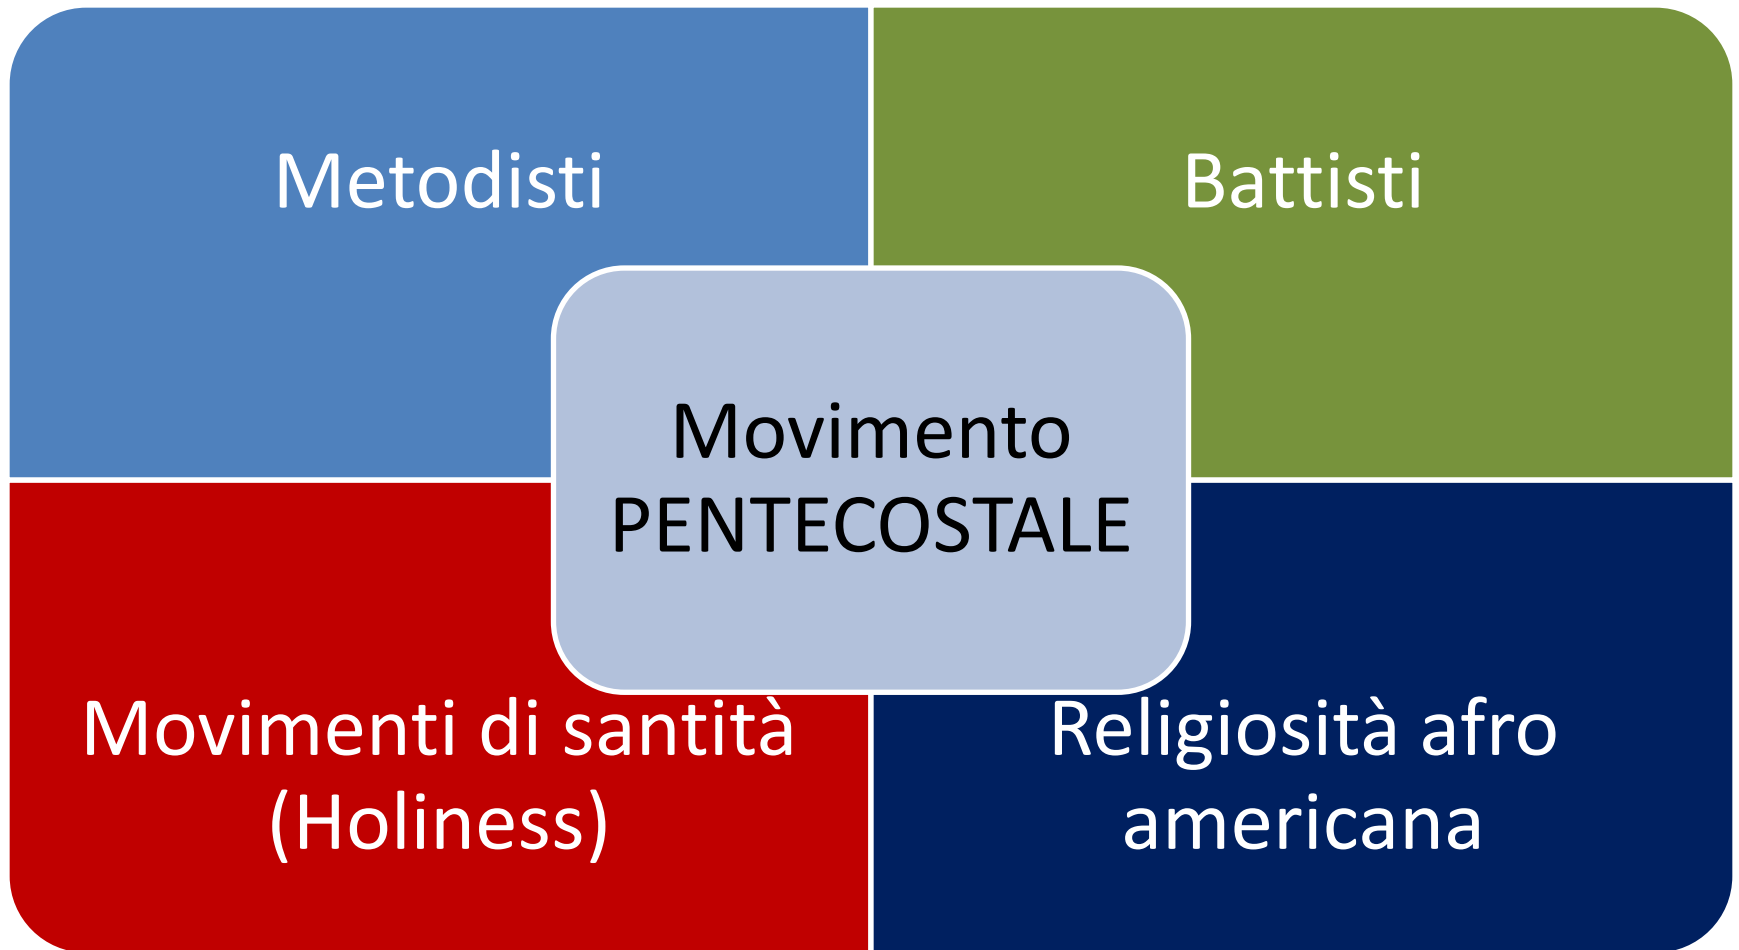 Metodisti
Battisti
Movimento
PENTECOSTALE
Movimenti di santità
(Holiness)
Religiosità afro
americana